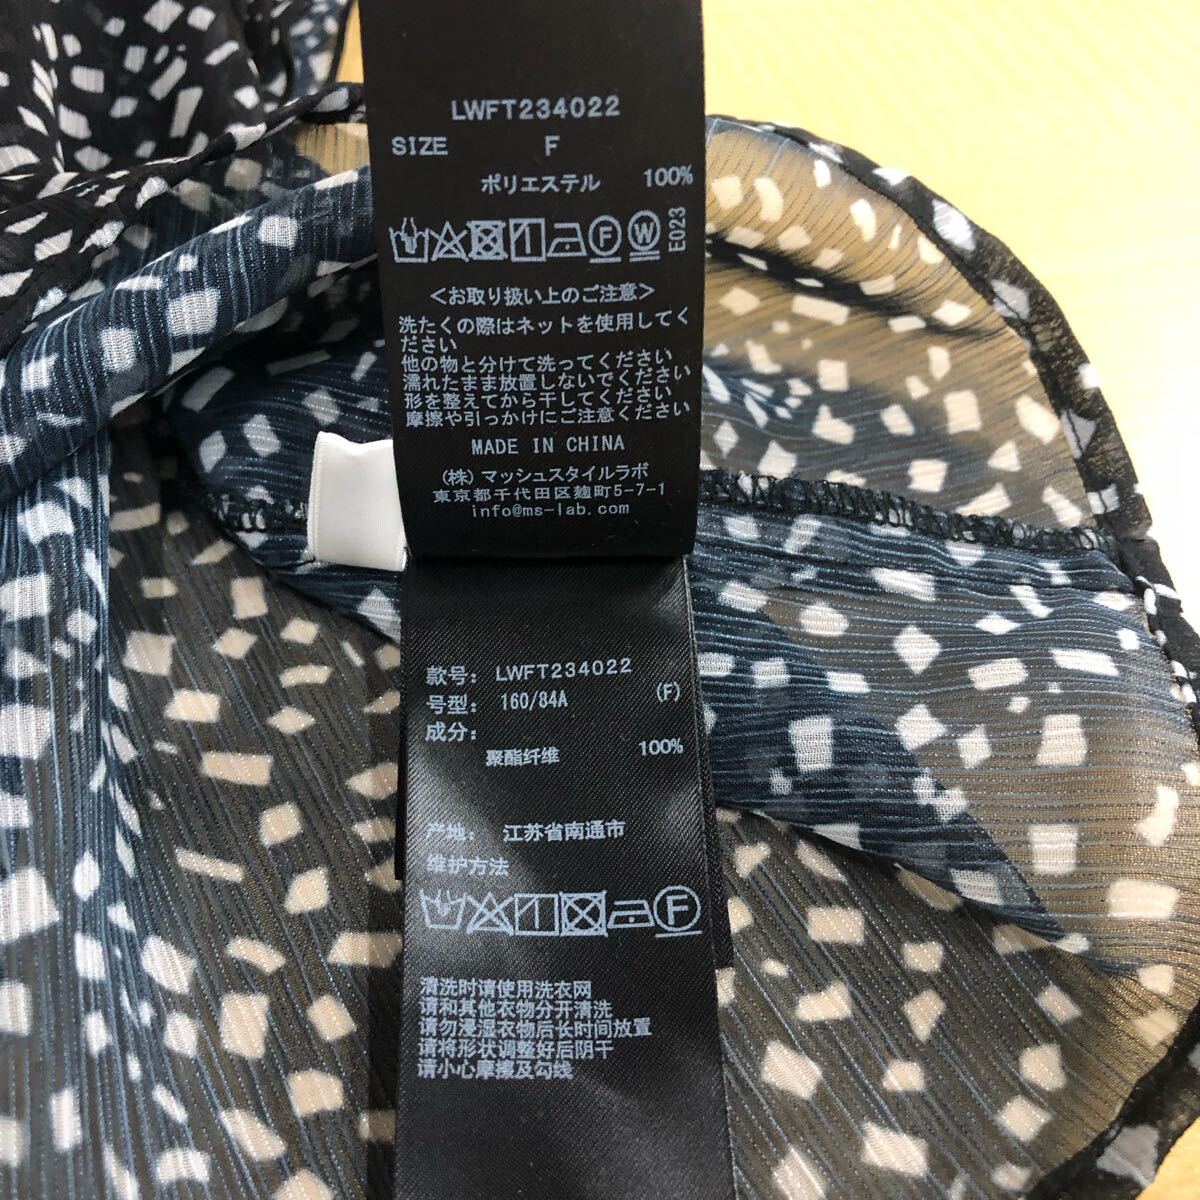 LWFT234022
SIZE F
ポリエステル 100%
F W E023
<お取り扱い上のご注意>
洗たくの際はネットを使用してく
ださい
他の物と分けて洗ってください
濡れたまま放置しないでください
形を整えてから干してください
摩擦や引っかけにご注意ください
MADE IN CHINA
(株)マッシュスタイルラボ
東京都千代田区麹町5-7-1
info@ms-lab.com
款号: LWFT234022
号型: 160/84A (F)
成分:
聚酯纤维 100%
产地: 江苏省南通市
维护方法
F
清洗时请使用洗衣网
请和其他衣物分开清洗
请勿浸湿衣物后长时间放置
请将形状调整好后阴干
请小心摩擦及勾线